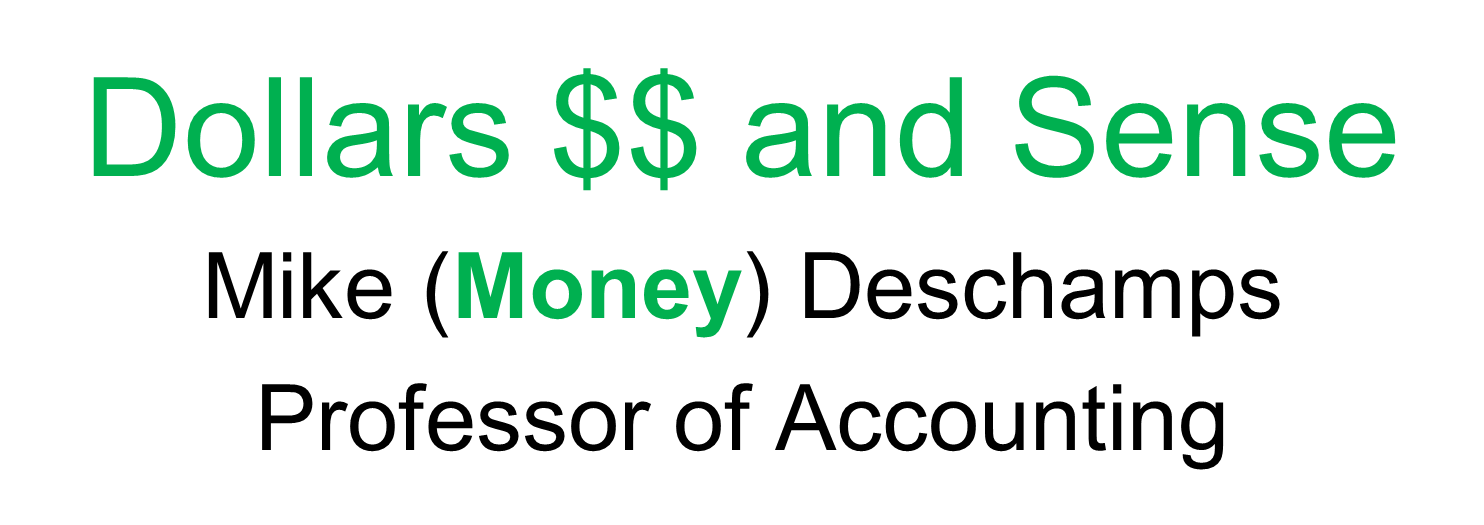 Dollars $$ and Sense
Mike (Money) Deschamps
Professor of Accounting